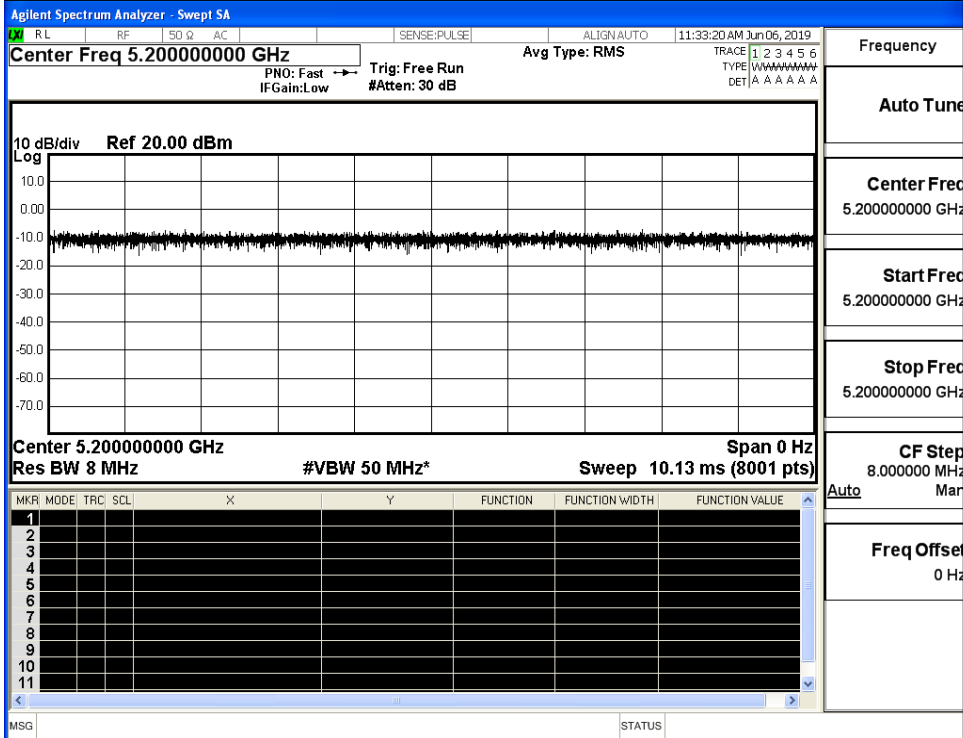 Agilent Spectrum Analyzer - Swept SA
LXI RL RF 50 Ω AC SENSE:PULSE ALIGNAUTO 11:33:20 AM Jun 06, 2019
Center Freq 5.200000000 GHz
PNO: Fast
IFGain:Low
Trig: Free Run
#Atten: 30 dB
Avg Type: RMS
TRACE 1 2 3 4 5 6
TYPE WWWWWW
DET A A A A A A
10 dB/div
Log
Ref 20.00 dBm
10.0
0.00
-10.0
-20.0
-30.0
-40.0
-50.0
-60.0
-70.0
Center 5.200000000 GHz Span 0 Hz
Res BW 8 MHz #VBW 50 MHz* Sweep 10.13 ms (8001 pts)
MKR MODE TRC SCL X Y FUNCTION FUNCTION WIDTH FUNCTION VALUE
1
2
3
4
5
6
7
8
9
10
11
MSG STATUS
Frequency
Auto Tune
Center Freq
5.200000000 GHz
Start Freq
5.200000000 GHz
Stop Freq
5.200000000 GHz
CF Step
8.000000 MHz
Auto Man
Freq Offset
0 Hz